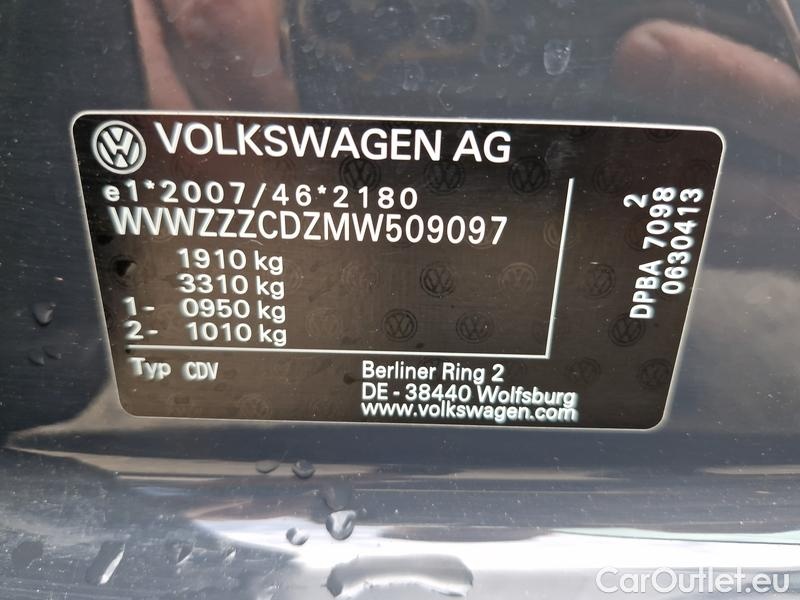 VOLKSWAGEN AG
e1*2007/46*2180
WVWZZZCDZMW509097
1910 kg
3310 kg
1- 0950 kg
2- 1010 kg
Typ CDV
Berliner Ring 2
DE - 38440 Wolfsburg
www.volkswagen.com
2
DPBA 7098
0630413
CarOutlet.eu